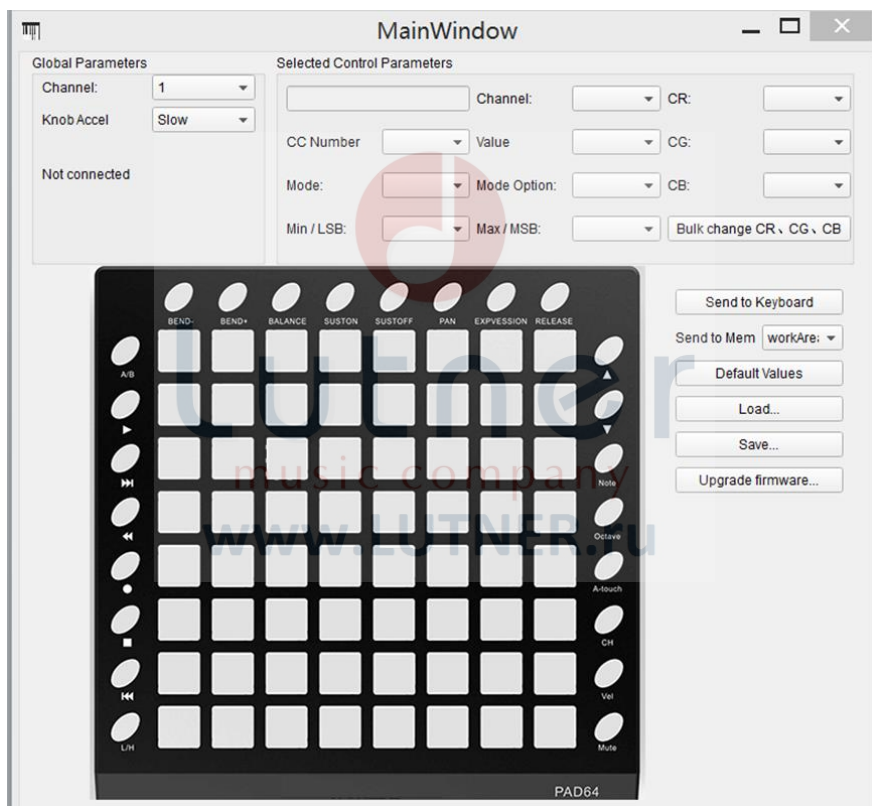 MainWindow
Global Parameters
Selected Control Parameters
Channel: 1
Channel:
CR:
Knob Accel Slow
CC Number
Value
CG:
Not connected
Mode:
Mode Option:
CB:
Min / LSB:
Max / MSB:
Bulk change CR、CG、CB
BEND- BEND+ BALANCE SUSTON SUSTOFF PAN EXPVESSION RELEASE
Send to Keyboard
Send to Mem workAre
A/B
Default Values
Load...
Save...
Lutner
music company
Note
Upgrade firmware...
www.LUTNER.ru
Octave
A-touch
CH
Vel
L/H
Mute
PAD64